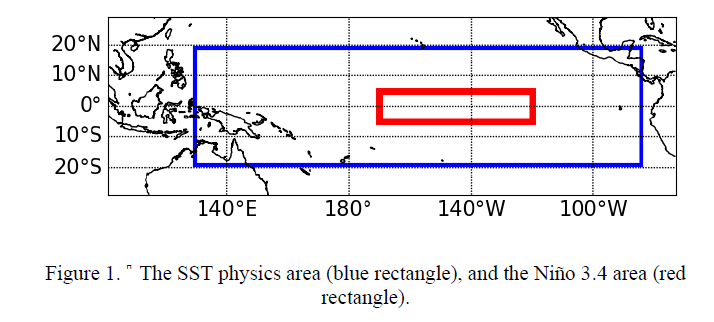 20°N
10°N
0°
10°S
20°S
140°E 180° 140°W 100°W
Figure 1. " The SST physics area (blue rectangle), and the Niño 3.4 area (red
rectangle).